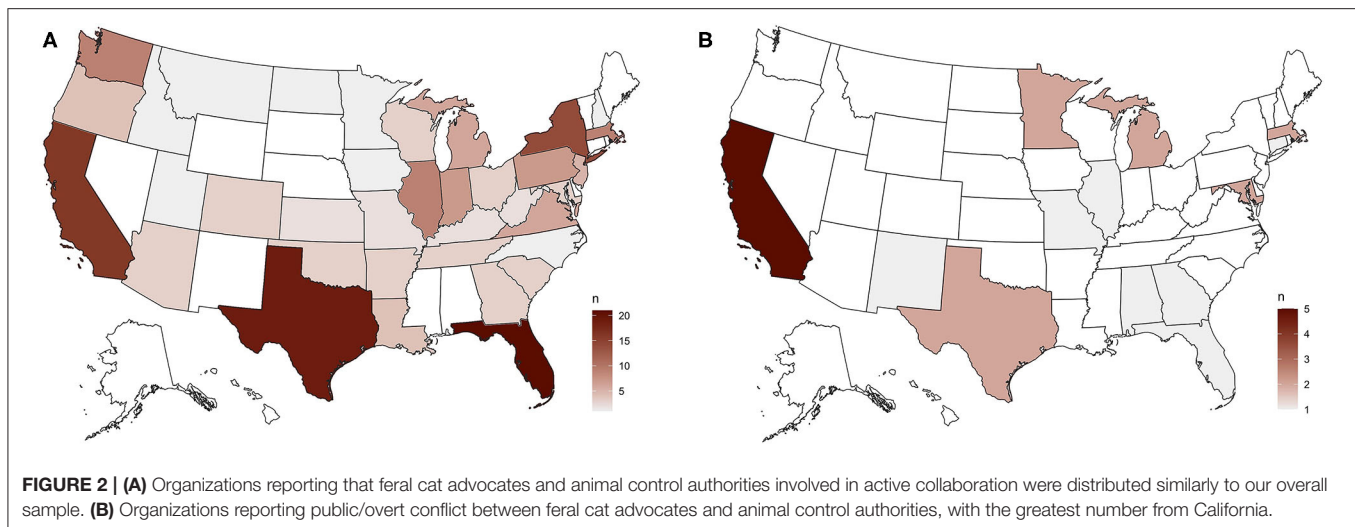 A
B
n
20
15
10
5
n
5
4
3
2
1
FIGURE 2 | (A) Organizations reporting that feral cat advocates and animal control authorities involved in active collaboration were distributed similarly to our overall
sample. (B) Organizations reporting public/overt conflict between feral cat advocates and animal control authorities, with the greatest number from California.